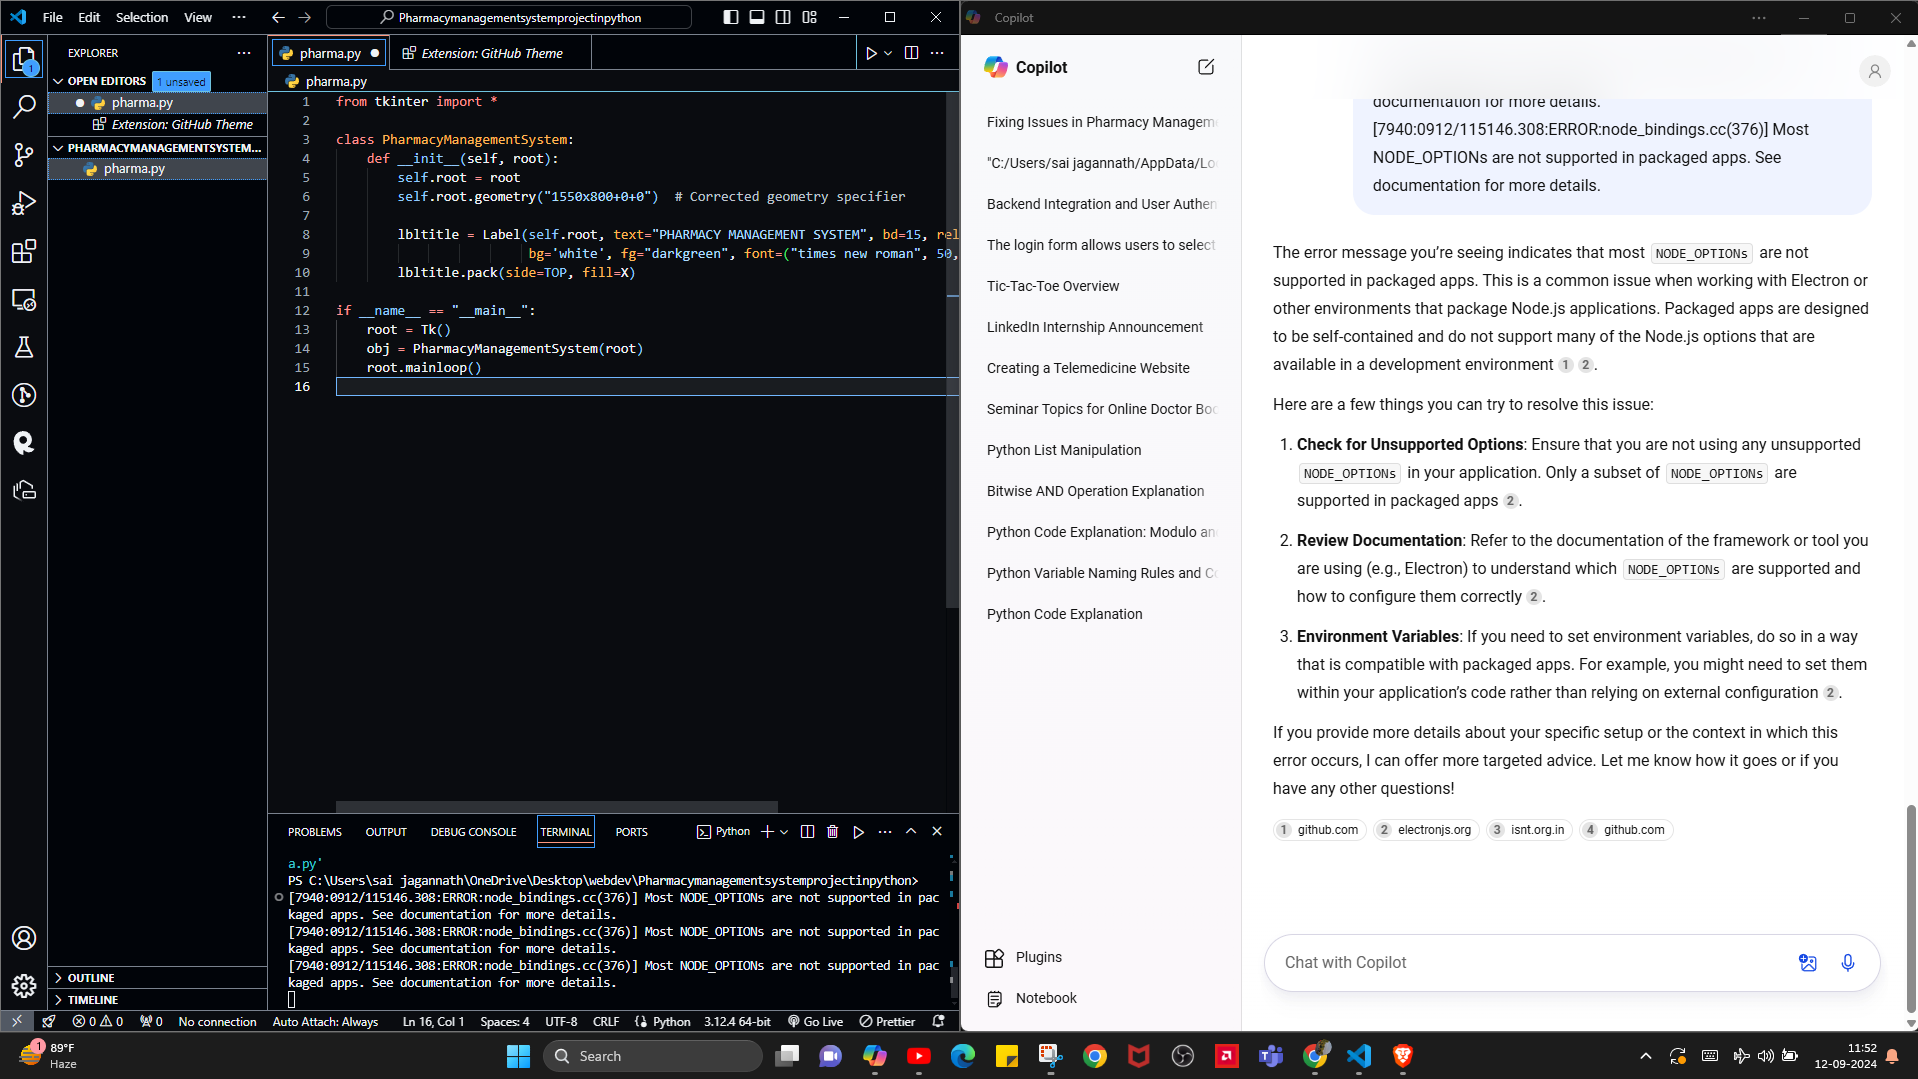 File Edit Selection View ··· Pharmacymanagementsystemprojectinpython
EXPLORER
OPEN EDITORS 1 unsaved
pharma.py
Extension: GitHub Theme
PHARMACYMANAGEMENTSYSTEM...
pharma.py
OUTLINE
TIMELINE
pharma.py Extension: GitHub Theme
pharma.py
1 from tkinter import *
2
3 class PharmacyManagementSystem:
4 def __init__(self, root):
5 self.root = root
6 self.root.geometry("1550x800+0+0") # Corrected geometry specifier
7
8 lbltitle = Label(self.root, text="PHARMACY MANAGEMENT SYSTEM", bd=15, rel
9 bg='white', fg="darkgreen", font=("times new roman", 50,
10 lbltitle.pack(side=TOP, fill=X)
11
12 if __name__ == "__main__":
13 root = Tk()
14 obj = PharmacyManagementSystem(root)
15 root.mainloop()
16
PROBLEMS OUTPUT DEBUG CONSOLE TERMINAL PORTS Python
a.py'
PS C:\Users\sai jagannath\OneDrive\Desktop\webdev\Pharmacymanagementsystemprojectinpython>
[7940:0912/115146.308:ERROR:node_bindings.cc(376)] Most NODE_OPTIONs are not supported in pac
kaged apps. See documentation for more details.
[7940:0912/115146.308:ERROR:node_bindings.cc(376)] Most NODE_OPTIONs are not supported in pac
kaged apps. See documentation for more details.
[7940:0912/115146.308:ERROR:node_bindings.cc(376)] Most NODE_OPTIONs are not supported in pac
kaged apps. See documentation for more details.
0 0 0 No connection Auto Attach: Always Ln 16, Col 1 Spaces: 4 UTF-8 CRLF Python 3.12.4 64-bit Go Live Prettier
Copilot
Copilot
Fixing Issues in Pharmacy Managem
"C:/Users/sai jagannath/AppData/Lo
Backend Integration and User Authen
The login form allows users to select
Tic-Tac-Toe Overview
LinkedIn Internship Announcement
Creating a Telemedicine Website
Seminar Topics for Online Doctor Boo
Python List Manipulation
Bitwise AND Operation Explanation
Python Code Explanation: Modulo an
Python Variable Naming Rules and Co
Python Code Explanation
Plugins
Notebook
documentation for more details.
[7940:0912/115146.308:ERROR:node_bindings.cc(376)] Most
NODE_OPTIONs are not supported in packaged apps. See
documentation for more details.
The error message you’re seeing indicates that most NODE_OPTIONs are not
supported in packaged apps. This is a common issue when working with Electron or
other environments that package Node.js applications. Packaged apps are designed
to be self-contained and do not support many of the Node.js options that are
available in a development environment 1 2.
Here are a few things you can try to resolve this issue:
1. Check for Unsupported Options: Ensure that you are not using any unsupported
NODE_OPTIONs in your application. Only a subset of NODE_OPTIONs are
supported in packaged apps 2.
2. Review Documentation: Refer to the documentation of the framework or tool you
are using (e.g., Electron) to understand which NODE_OPTIONs are supported and
how to configure them correctly 2.
3. Environment Variables: If you need to set environment variables, do so in a way
that is compatible with packaged apps. For example, you might need to set them
within your application’s code rather than relying on external configuration 2.
If you provide more details about your specific setup or the context in which this
error occurs, I can offer more targeted advice. Let me know how it goes or if you
have any other questions!
1 github.com 2 electronjs.org 3 isnt.org.in 4 github.com
Chat with Copilot
1 89°F
Haze
Search
11:52
12-09-2024